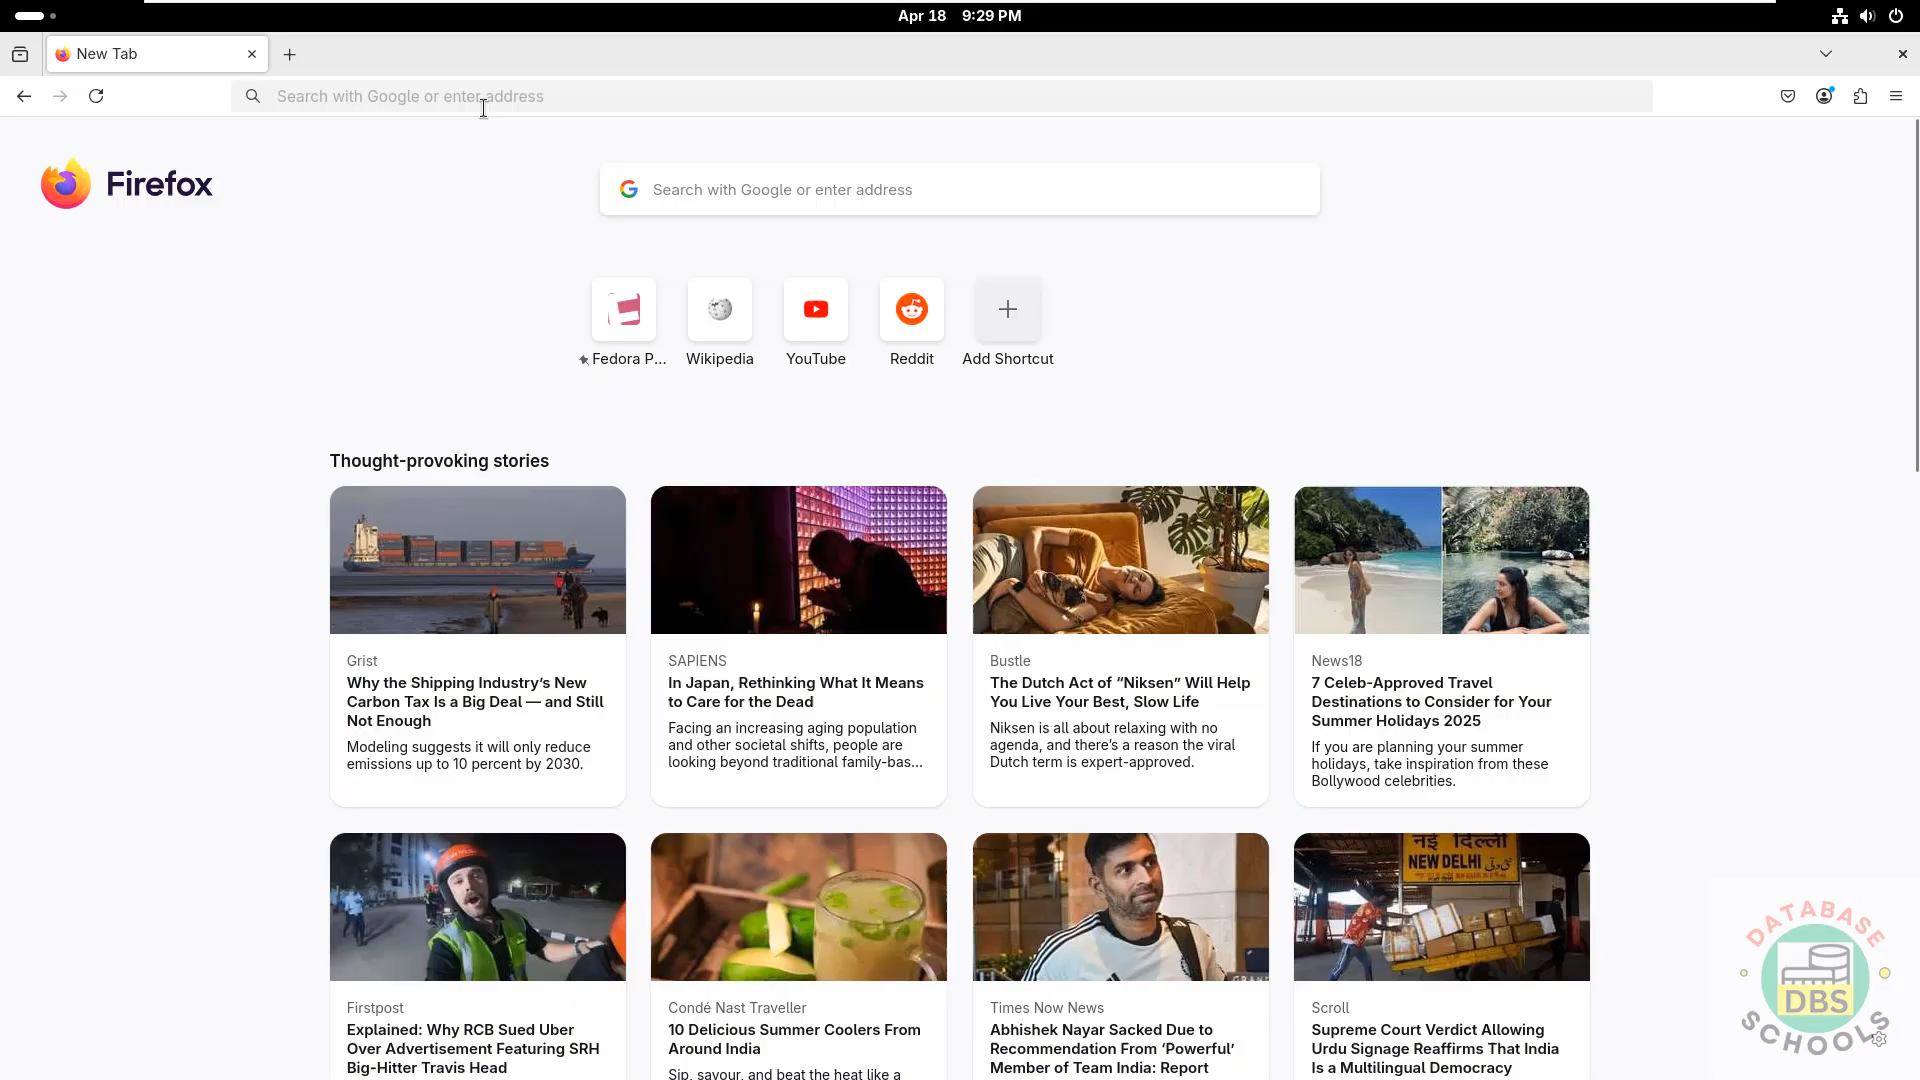 Apr 18 9:29 PM
New Tab
Search with Google or enter address
Firefox
Search with Google or enter address
Fedora P...
Wikipedia
YouTube
Reddit
Add Shortcut
Thought-provoking stories
Grist
Why the Shipping Industry’s New
Carbon Tax Is a Big Deal — and Still
Not Enough
Modeling suggests it will only reduce
emissions up to 10 percent by 2030.
SAPIENS
In Japan, Rethinking What It Means
to Care for the Dead
Facing an increasing aging population
and other societal shifts, people are
looking beyond traditional family-bas...
Bustle
The Dutch Act of “Niksen” Will Help
You Live Your Best, Slow Life
Niksen is all about relaxing with no
agenda, and there’s a reason the viral
Dutch term is expert-approved.
News18
7 Celeb-Approved Travel
Destinations to Consider for Your
Summer Holidays 2025
If you are planning your summer
holidays, take inspiration from these
Bollywood celebrities.
Firstpost
Explained: Why RCB Sued Uber
Over Advertisement Featuring SRH
Big-Hitter Travis Head
Condé Nast Traveller
10 Delicious Summer Coolers From
Around India
Sip, savour, and beat the heat like a
Times Now News
Abhishek Nayar Sacked Due to
Recommendation From ‘Powerful’
Member of Team India: Report
नई दिल्ली
NEW DELHI
Scroll
Supreme Court Verdict Allowing
Urdu Signage Reaffirms That India
Is a Multilingual Democracy
DATABASE
DBS
SCHOOLS